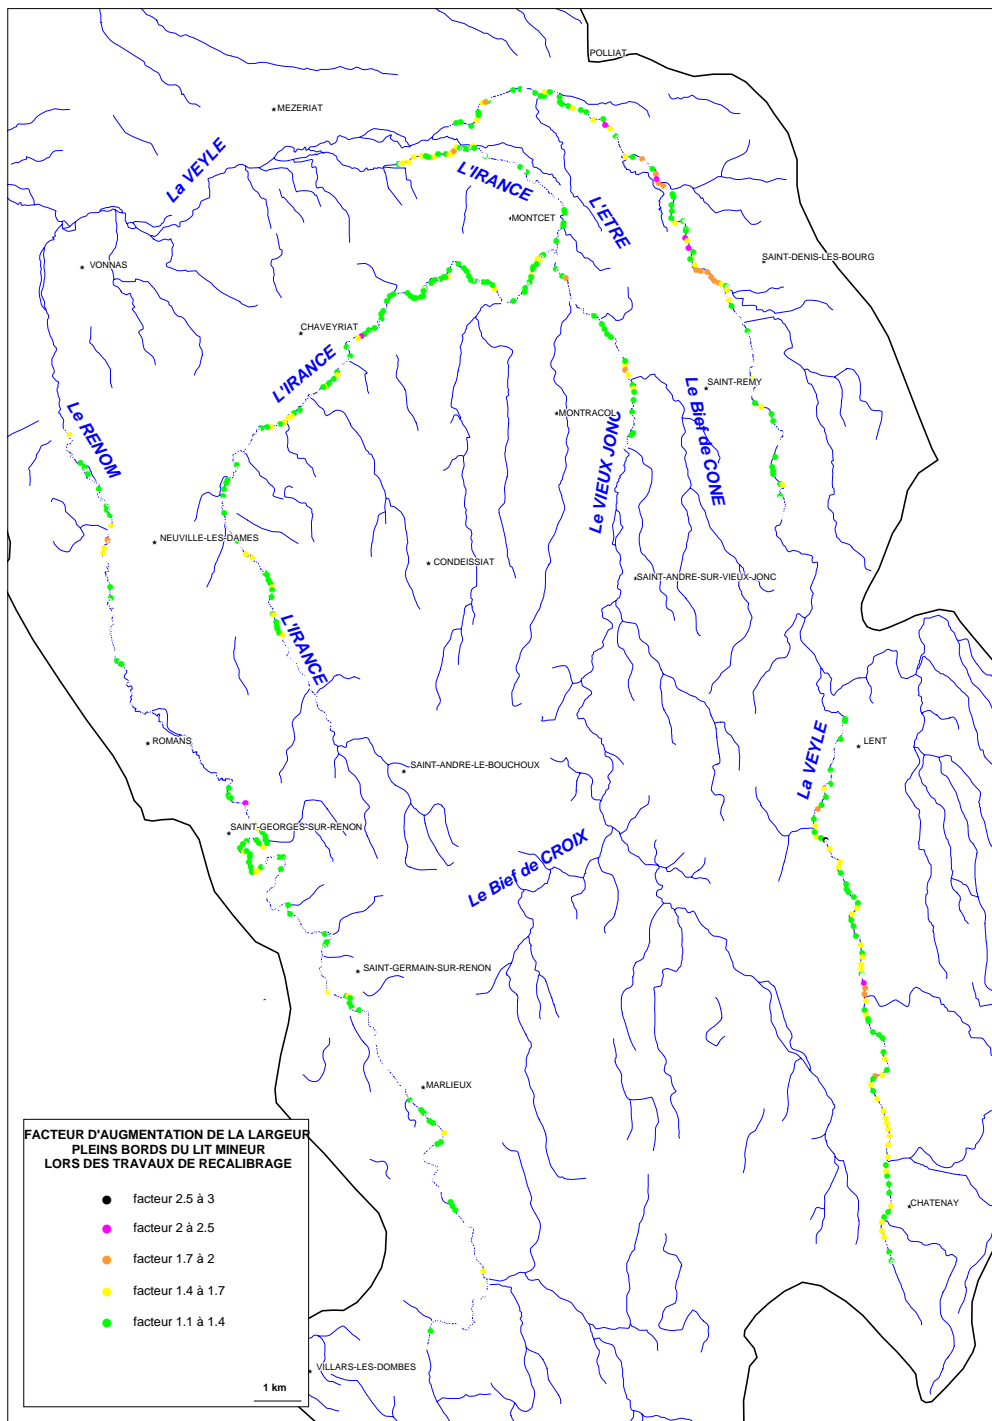 POLLIAT
MEZERIAT
La VEYLE
L'IRANCE
L'ETRE
MONTCET
VONNAS
SAINT-DENIS-LES-BOURG
CHAVEYRIAT
L'IRANCE
Le RENOM
SAINT-REMY
MONTRACOL
Le VIEUX JONC
Le Bief de CONE
NEUVILLE-LES-DAMES
CONDEISSIAT
SAINT-ANDRE-SUR-VIEUX-JONC
L'IRANCE
ROMANS
LENT
La VEYLE
SAINT-ANDRE-LE-BOUCHOUX
SAINT-GEORGES-SUR-RENON
Le Bief de CROIX
SAINT-GERMAIN-SUR-RENON
MARLIEUX
CHATENAY
FACTEUR D'AUGMENTATION DE LA LARGEUR
PLEINS BORDS DU LIT MINEUR
LORS DES TRAVAUX DE RECALIBRAGE
facteur 2.5 à 3
facteur 2 à 2.5
facteur 1.7 à 2
facteur 1.4 à 1.7
facteur 1.1 à 1.4
VILLARS-LES-DOMBES
1 km